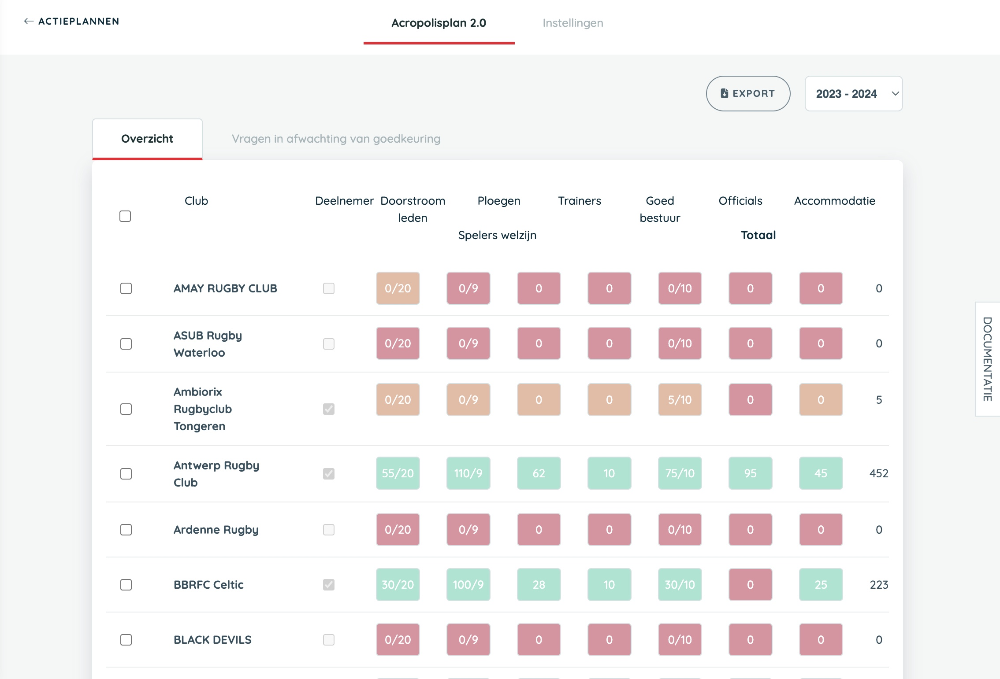 ← ACTIEPLANNEN
Acropolisplan 2.0
Instellingen
EXPORT
2023 - 2024
Overzicht
Vragen in afwachting van goedkeuring
Club Deelnemer Doorstroom leden Ploegen Trainers Goed bestuur Officials Accommodatie
Spelers welzijn Totaal
AMAY RUGBY CLUB 0/20 0/9 0 0 0/10 0 0 0
ASUB Rugby
Waterloo 0/20 0/9 0 0 0/10 0 0 0
Ambiorix
Rugbyclub
Tongeren 0/20 0/9 0 0 5/10 0 0 5
Antwerp Rugby
Club 55/20 110/9 62 10 75/10 95 45 452
Ardenne Rugby 0/20 0/9 0 0 0/10 0 0 0
BBRFC Celtic 30/20 100/9 28 10 30/10 0 25 223
BLACK DEVILS 0/20 0/9 0 0 0/10 0 0 0
DOCUMENTATIE